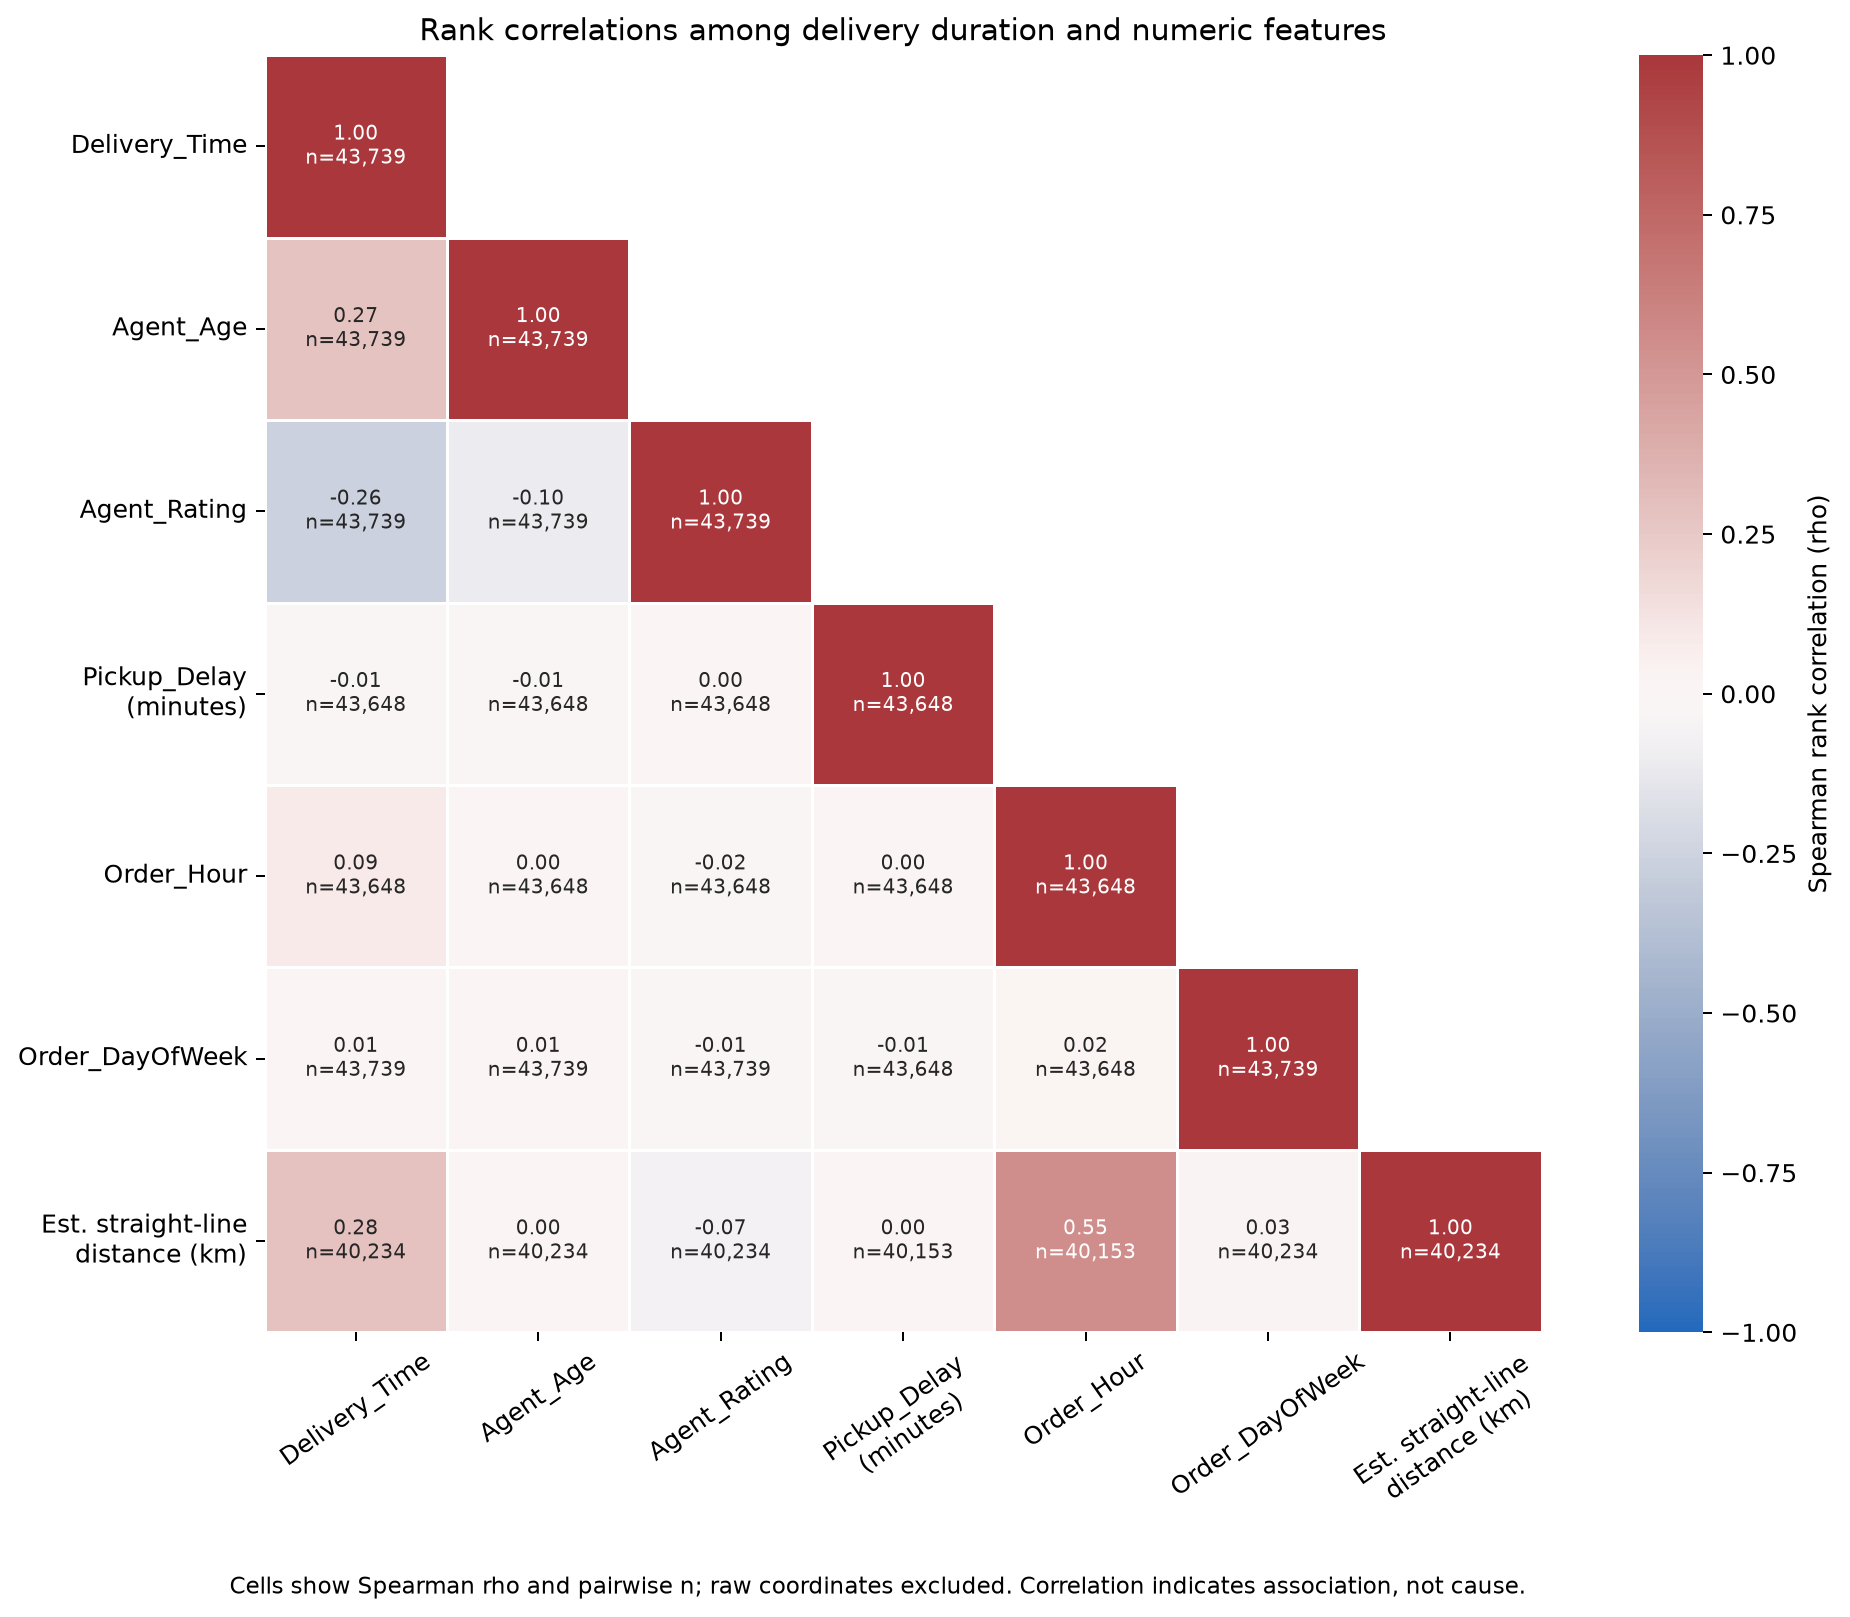 Rank correlations among delivery duration and numeric features
1.00
Delivery_Time
1.00
n=43,739
0.75
Agent_Age
0.27
n=43,739
1.00
n=43,739
0.50
Agent_Rating
-0.26
n=43,739
-0.10
n=43,739
1.00
n=43,739
0.25
Pickup_Delay
(minutes)
-0.01
n=43,648
-0.01
n=43,648
0.00
n=43,648
1.00
n=43,648
0.00
Spearman rank correlation (rho)
Order_Hour
0.09
n=43,648
0.00
n=43,648
-0.02
n=43,648
0.00
n=43,648
1.00
n=43,648
−0.25
−0.50
Order_DayOfWeek
0.01
n=43,739
0.01
n=43,739
-0.01
n=43,739
-0.01
n=43,648
0.02
n=43,648
1.00
n=43,739
−0.75
Est. straight-line
distance (km)
0.28
n=40,234
0.00
n=40,234
-0.07
n=40,234
0.00
n=40,153
0.55
n=40,153
0.03
n=40,234
1.00
n=40,234
−1.00
Delivery_Time
Agent_Age
Agent_Rating
Pickup_Delay
(minutes)
Order_Hour
Order_DayOfWeek
Est. straight-line
distance (km)
Cells show Spearman rho and pairwise n; raw coordinates excluded. Correlation indicates association, not cause.